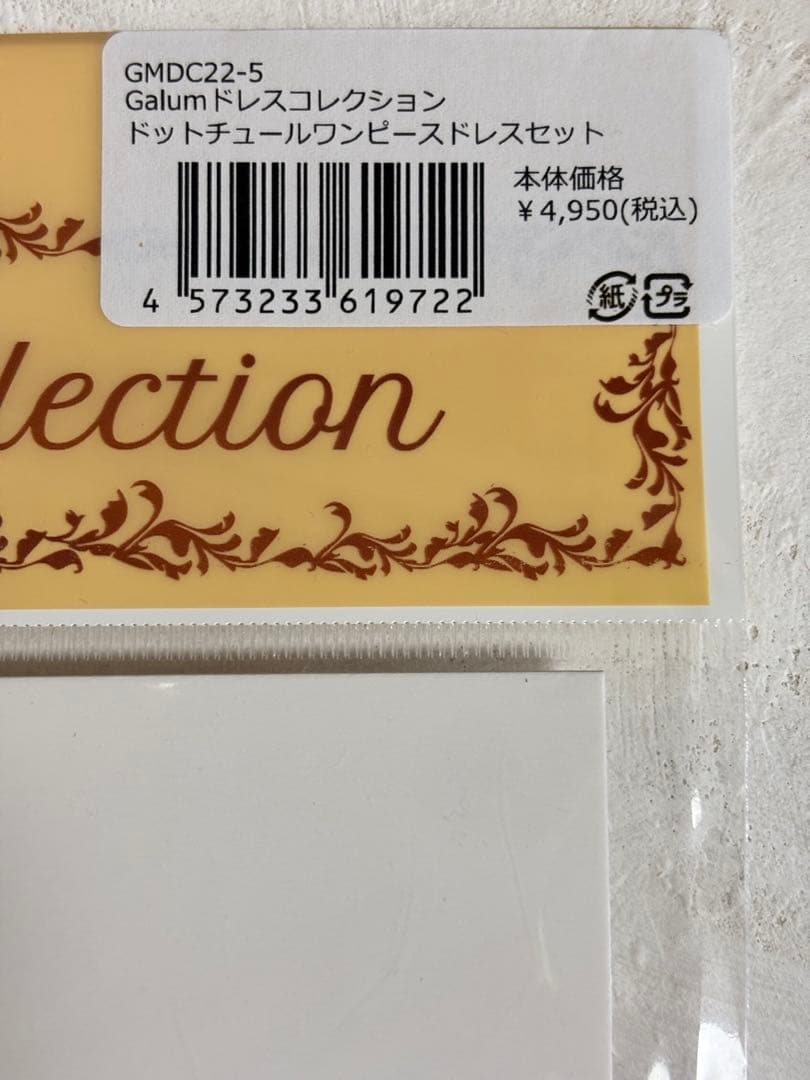 GMDC22-5
Galumドレスコレクション
ドットチュールワンピースドレスセット
本体価格
￥4,950(税込)
4 573233 619722
紙 プラ
lection